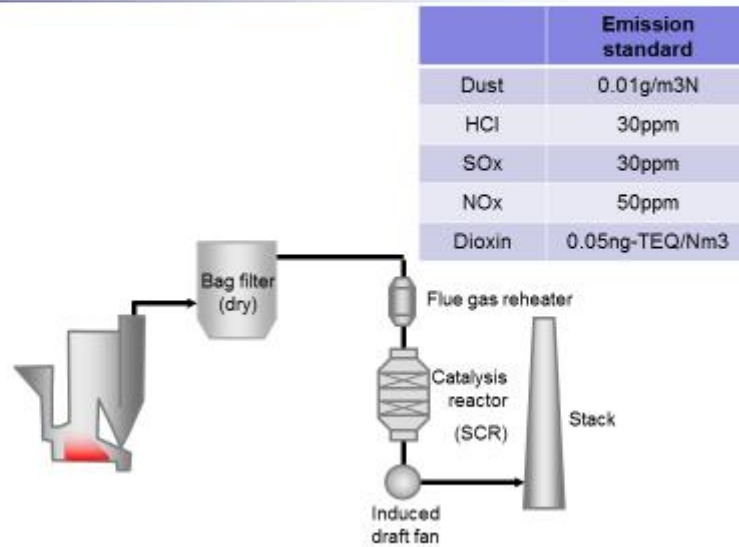 Emission
standard
Dust 0.01g/m3N
HCl 30ppm
SOx 30ppm
NOx 50ppm
Dioxin 0.05ng-TEQ/Nm3
Bag filter
(dry)
Flue gas reheater
Catalysis
reactor
(SCR)
Stack
Induced
draft fan